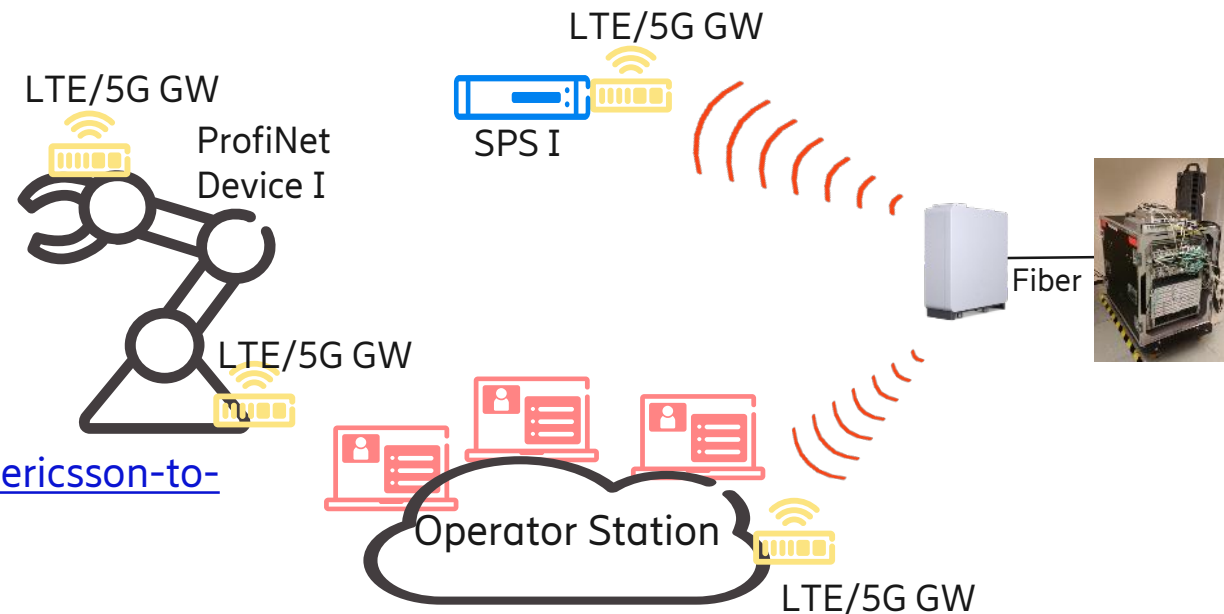 LTE/5G GW
LTE/5G GW
ProfiNet
Device I
SPS I
Fiber
LTE/5G GW
ericsson-to-
Operator Station
LTE/5G GW